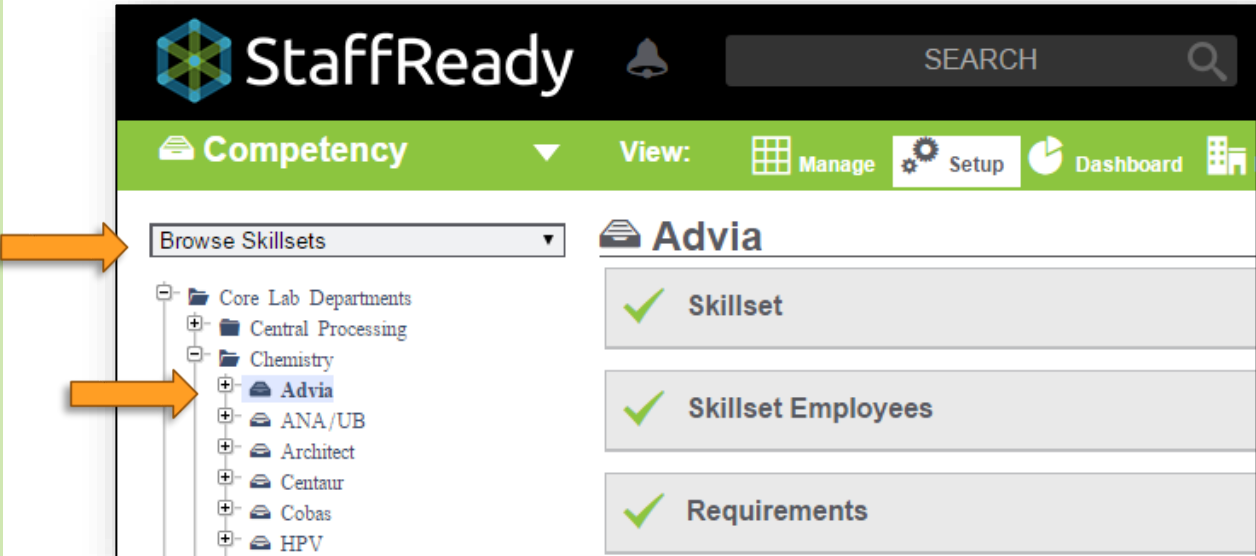 StaffReady
SEARCH
Competency
View:
Manage
Setup
Dashboard
Browse Skillsets
Advia
Core Lab Departments
Central Processing
Chemistry
Advia
ANA/UB
Architect
Centaur
Cobas
HPV
Skillset
Skillset Employees
Requirements